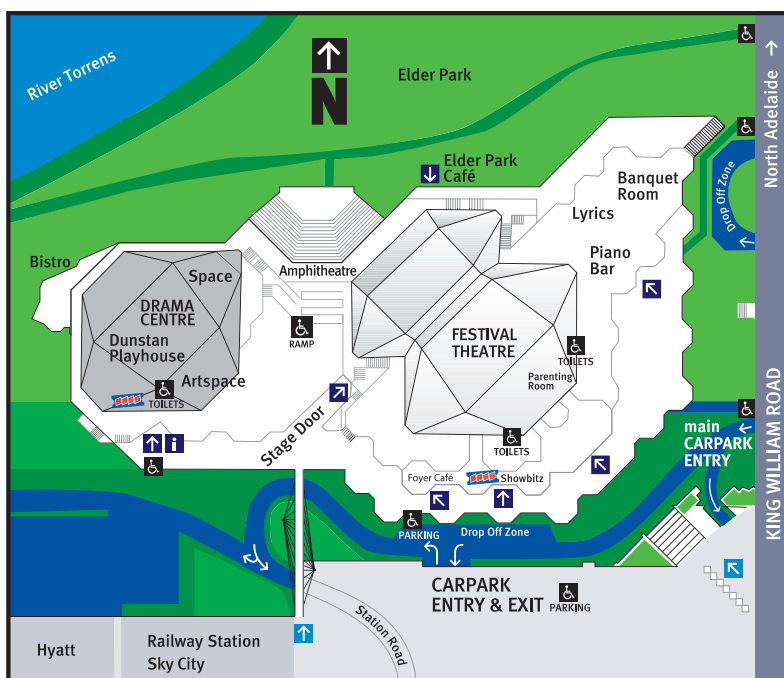 River Torrens
N
Elder Park
North Adelaide
Elder Park
Café
Banquet
Room
Drop Off Zone
Lyrics
Bistro
Space
Amphitheatre
Piano
Bar
DRAMA
CENTRE
RAMP
FESTIVAL
THEATRE
Dunstan
Playhouse
TOILETS
Artspace
Parenting
Room
BASS
TOILETS
Stage Door
i
main
CARPARK
ENTRY
TOILETS
Foyer Café
BASS
Showbitz
KING WILLIAM ROAD
PARKING
Drop Off Zone
CARPARK
ENTRY & EXIT
PARKING
Station Road
Hyatt
Railway Station
Sky City